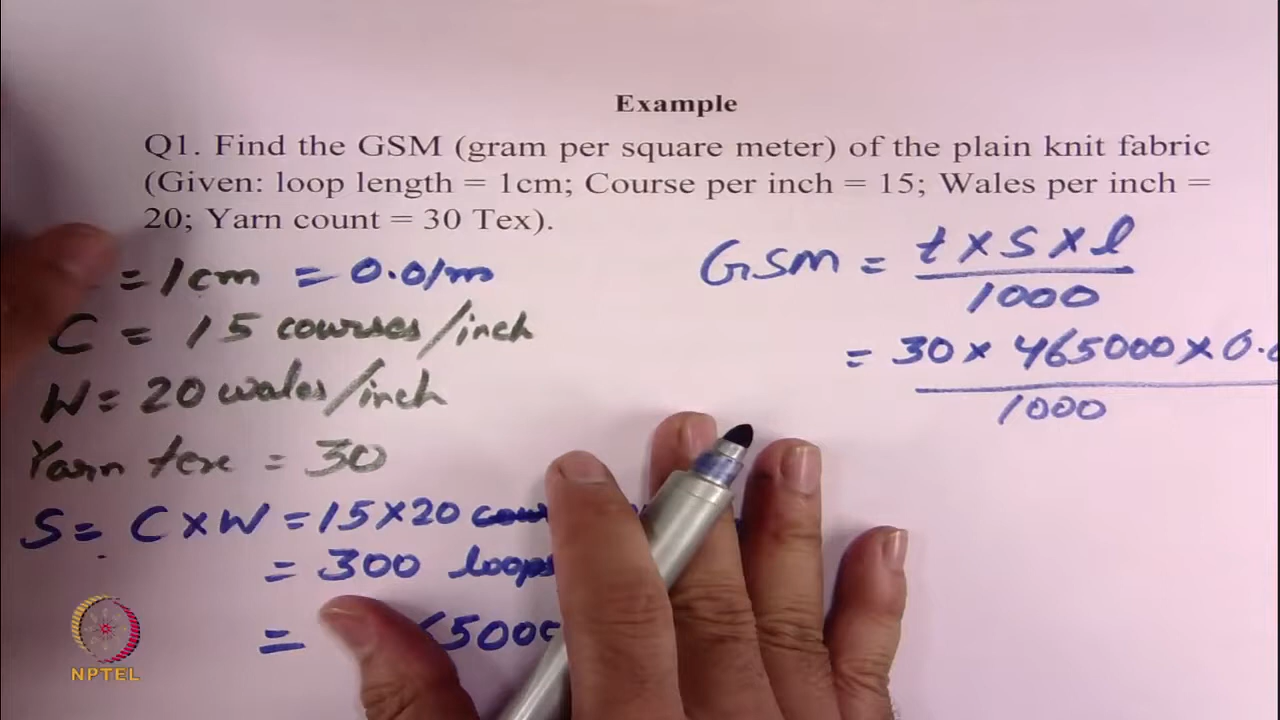 Example
Q1. Find the GSM (gram per square meter) of the plain knit fabric
(Given: loop length = 1cm; Course per inch = 15; Wales per inch =
20; Yarn count = 30 Tex).
= 1cm = 0.01m
C = 15 courses/inch
W = 20 wales/inch
Yarn tex = 30
S = C × W = 15×20
= 300 loops
=
GSM = t × S × l
1000
= 30 × 465000 × 0.
1000
NPTEL